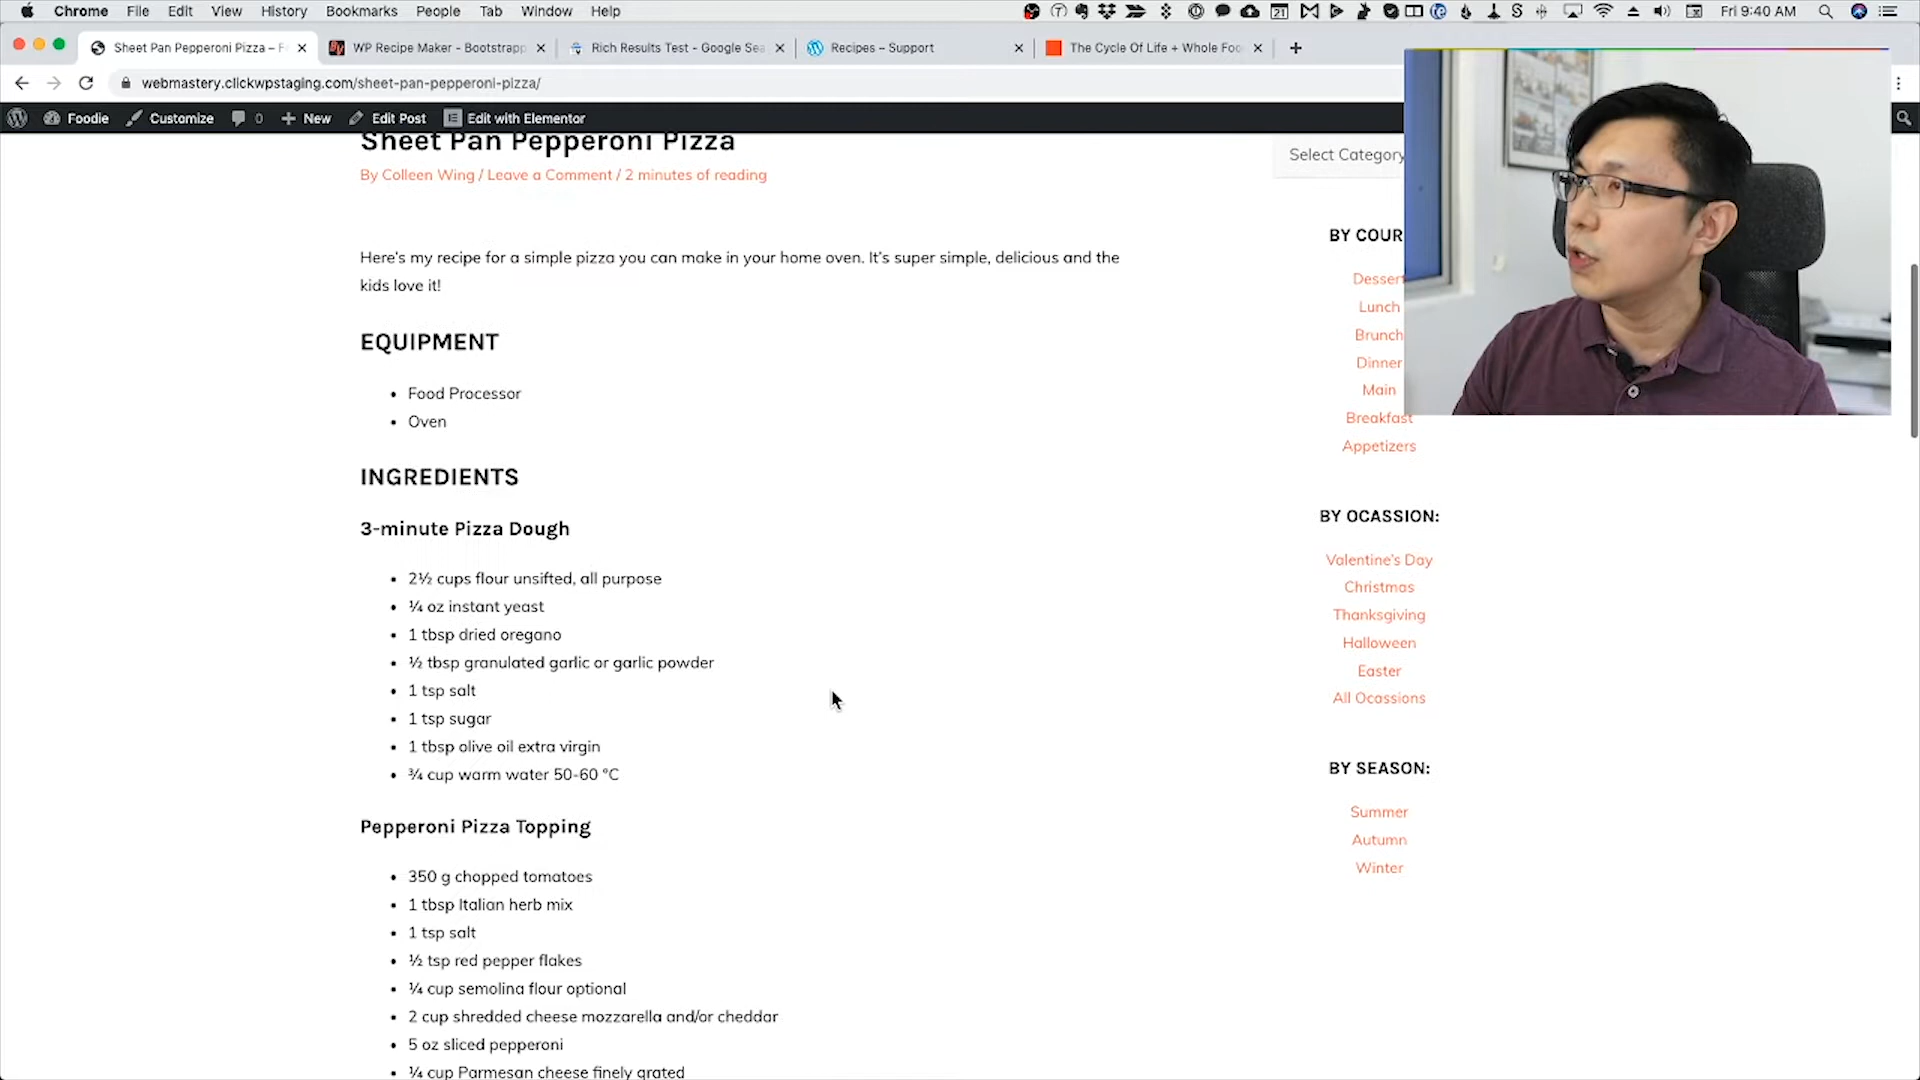 Chrome File Edit View History Bookmarks People Tab Window Help
21 Fri 9:40 AM
Sheet Pan Pepperoni Pizza – F
WP Recipe Maker - Bootstrapp
Rich Results Test - Google Sea
Recipes – Support
The Cycle Of Life + Whole Foo
webmastery.clickwpstaging.com/sheet-pan-pepperoni-pizza/
Foodie Customize 0 New Edit Post Edit with Elementor
Sheet Pan Pepperoni Pizza
By Colleen Wing / Leave a Comment / 2 minutes of reading
Here's my recipe for a simple pizza you can make in your home oven. It's super simple, delicious and the
kids love it!
EQUIPMENT
• Food Processor
• Oven
INGREDIENTS
3-minute Pizza Dough
• 2½ cups flour unsifted, all purpose
• ¼ oz instant yeast
• 1 tbsp dried oregano
• ½ tbsp granulated garlic or garlic powder
• 1 tsp salt
• 1 tsp sugar
• 1 tbsp olive oil extra virgin
• ¾ cup warm water 50-60 °C
Pepperoni Pizza Topping
• 350 g chopped tomatoes
• 1 tbsp Italian herb mix
• 1 tsp salt
• ½ tsp red pepper flakes
• ¼ cup semolina flour optional
• 2 cup shredded cheese mozzarella and/or cheddar
• 5 oz sliced pepperoni
• ¼ cup Parmesan cheese finely grated
Select Category
BY COUR
Dessert
Lunch
Brunch
Dinner
Main
Breakfast
Appetizers
BY OCASSION:
Valentine's Day
Christmas
Thanksgiving
Halloween
Easter
All Ocassions
BY SEASON:
Summer
Autumn
Winter